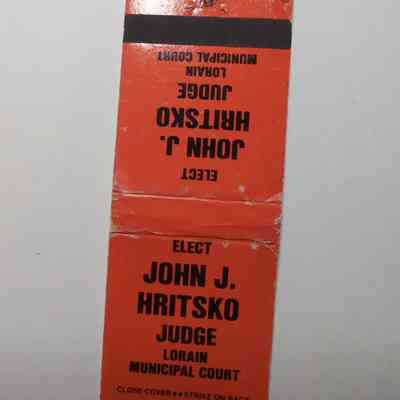 ELECT
JOHN J.
HRITSKO
JUDGE
LORAIN
MUNICIPAL COURT
ELECT
JOHN J.
HRITSKO
JUDGE
LORAIN
MUNICIPAL COURT
CLOSE COVER ★★ STRIKE ON BACK